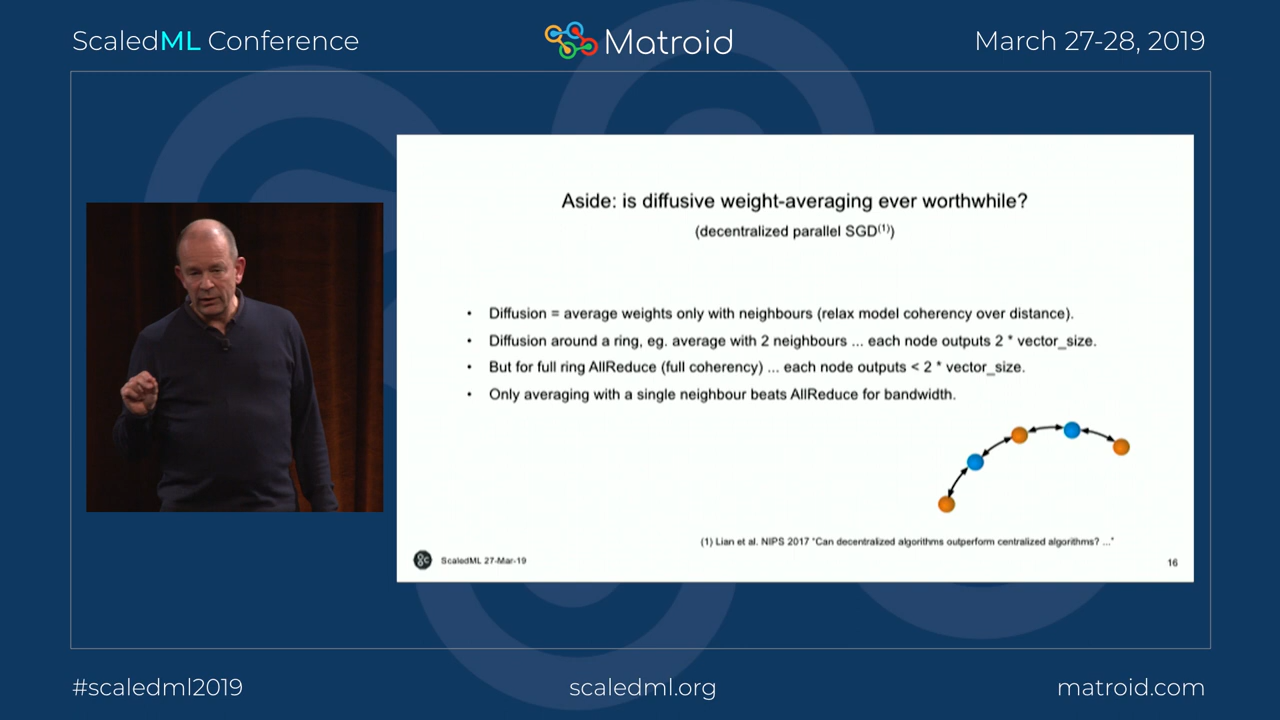 ScaledML Conference
Matroid
March 27-28, 2019
Aside: is diffusive weight-averaging ever worthwhile?
(decentralized parallel SGD(1))
• Diffusion = average weights only with neighbours (relax model coherency over distance).
• Diffusion around a ring, eg. average with 2 neighbours ... each node outputs 2 * vector_size.
• But for full ring AllReduce (full coherency) ... each node outputs < 2 * vector_size.
• Only averaging with a single neighbour beats AllReduce for bandwidth.
(1) Lian et al. NIPS 2017 "Can decentralized algorithms outperform centralized algorithms? ..."
ScaledML 27-Mar-19
16
#scaledml2019
scaledml.org
matroid.com